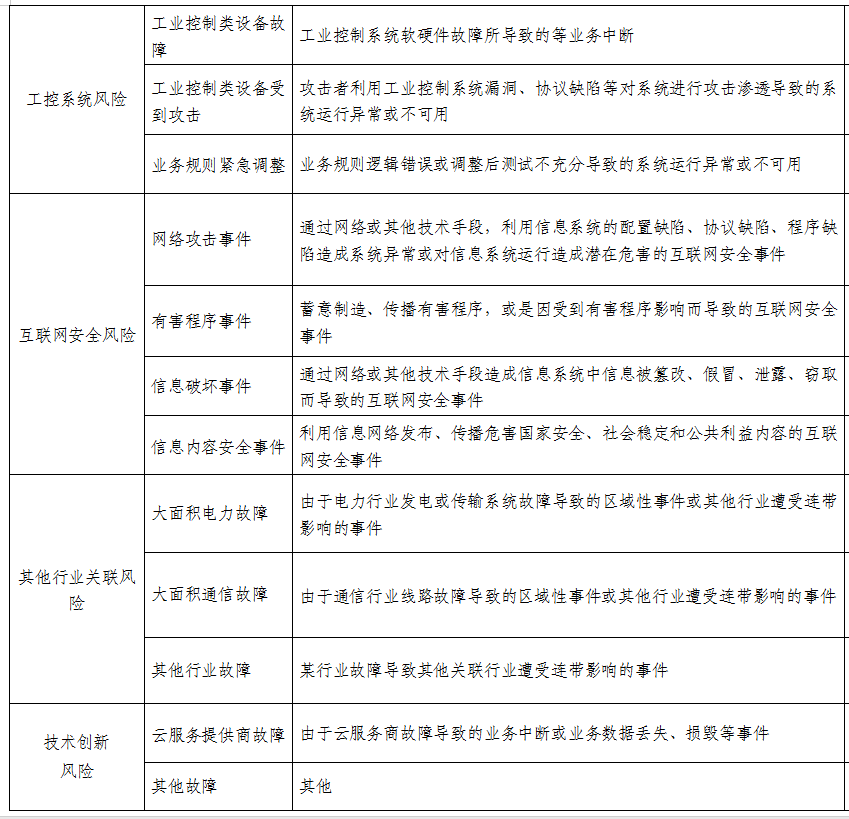 工控系统风险
工业控制类设备故
障
工业控制系统软硬件故障所导致的等业务中断
工业控制类设备受
到攻击
攻击者利用工业控制系统漏洞、协议缺陷等对系统进行攻击渗透导致的系
统运行异常或不可用
业务规则紧急调整
业务规则逻辑错误或调整后测试不充分导致的系统运行异常或不可用
互联网安全风险
网络攻击事件
通过网络或其他技术手段，利用信息系统的配置缺陷、协议缺陷、程序缺
陷造成系统异常或对信息系统运行造成潜在危害的互联网安全事件
有害程序事件
蓄意制造、传播有害程序，或是因受到有害程序影响而导致的互联网安全
事件
信息破坏事件
通过网络或其他技术手段造成信息系统中信息被篡改、假冒、泄露、窃取
而导致的互联网安全事件
信息内容安全事件
利用信息网络发布、传播危害国家安全、社会稳定和公共利益内容的互联
网安全事件
其他行业关联风
险
大面积电力故障
由于电力行业发电或传输系统故障导致的区域性事件或其他行业遭受连带
影响的事件
大面积通信故障
由于通信行业线路故障导致的区域性事件或其他行业遭受连带影响的事件
其他行业故障
某行业故障导致其他关联行业遭受连带影响的事件
技术创新
风险
云服务提供商故障
由于云服务商故障导致的业务中断或业务数据丢失、损毁等事件
其他故障
其他